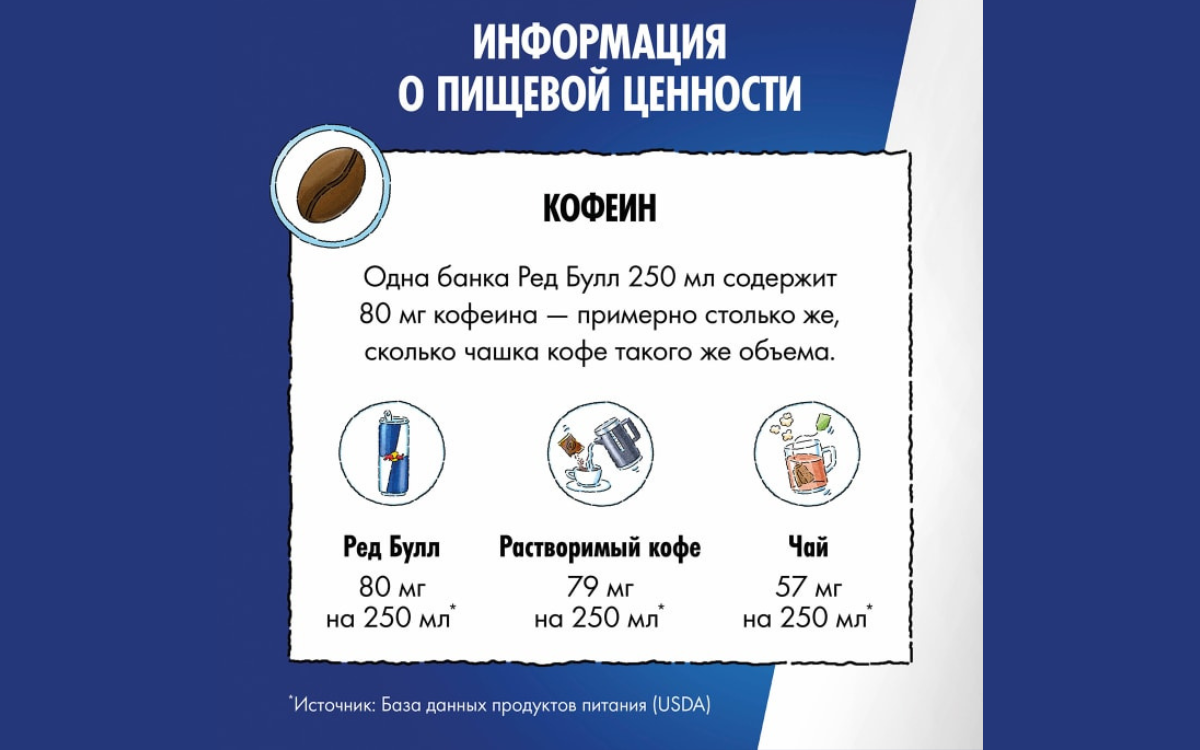 ИНФОРМАЦИЯ
О ПИЩЕВОЙ ЦЕННОСТИ
КОФЕИН
Одна банка Ред Булл 250 мл содержит
80 мг кофеина — примерно столько же,
сколько чашка кофе такого же объема.
Ред Булл
80 мг
на 250 мл*
Растворимый кофе
79 мг
на 250 мл*
Чай
57 мг
на 250 мл*
*Источник: База данных продуктов питания (USDA)